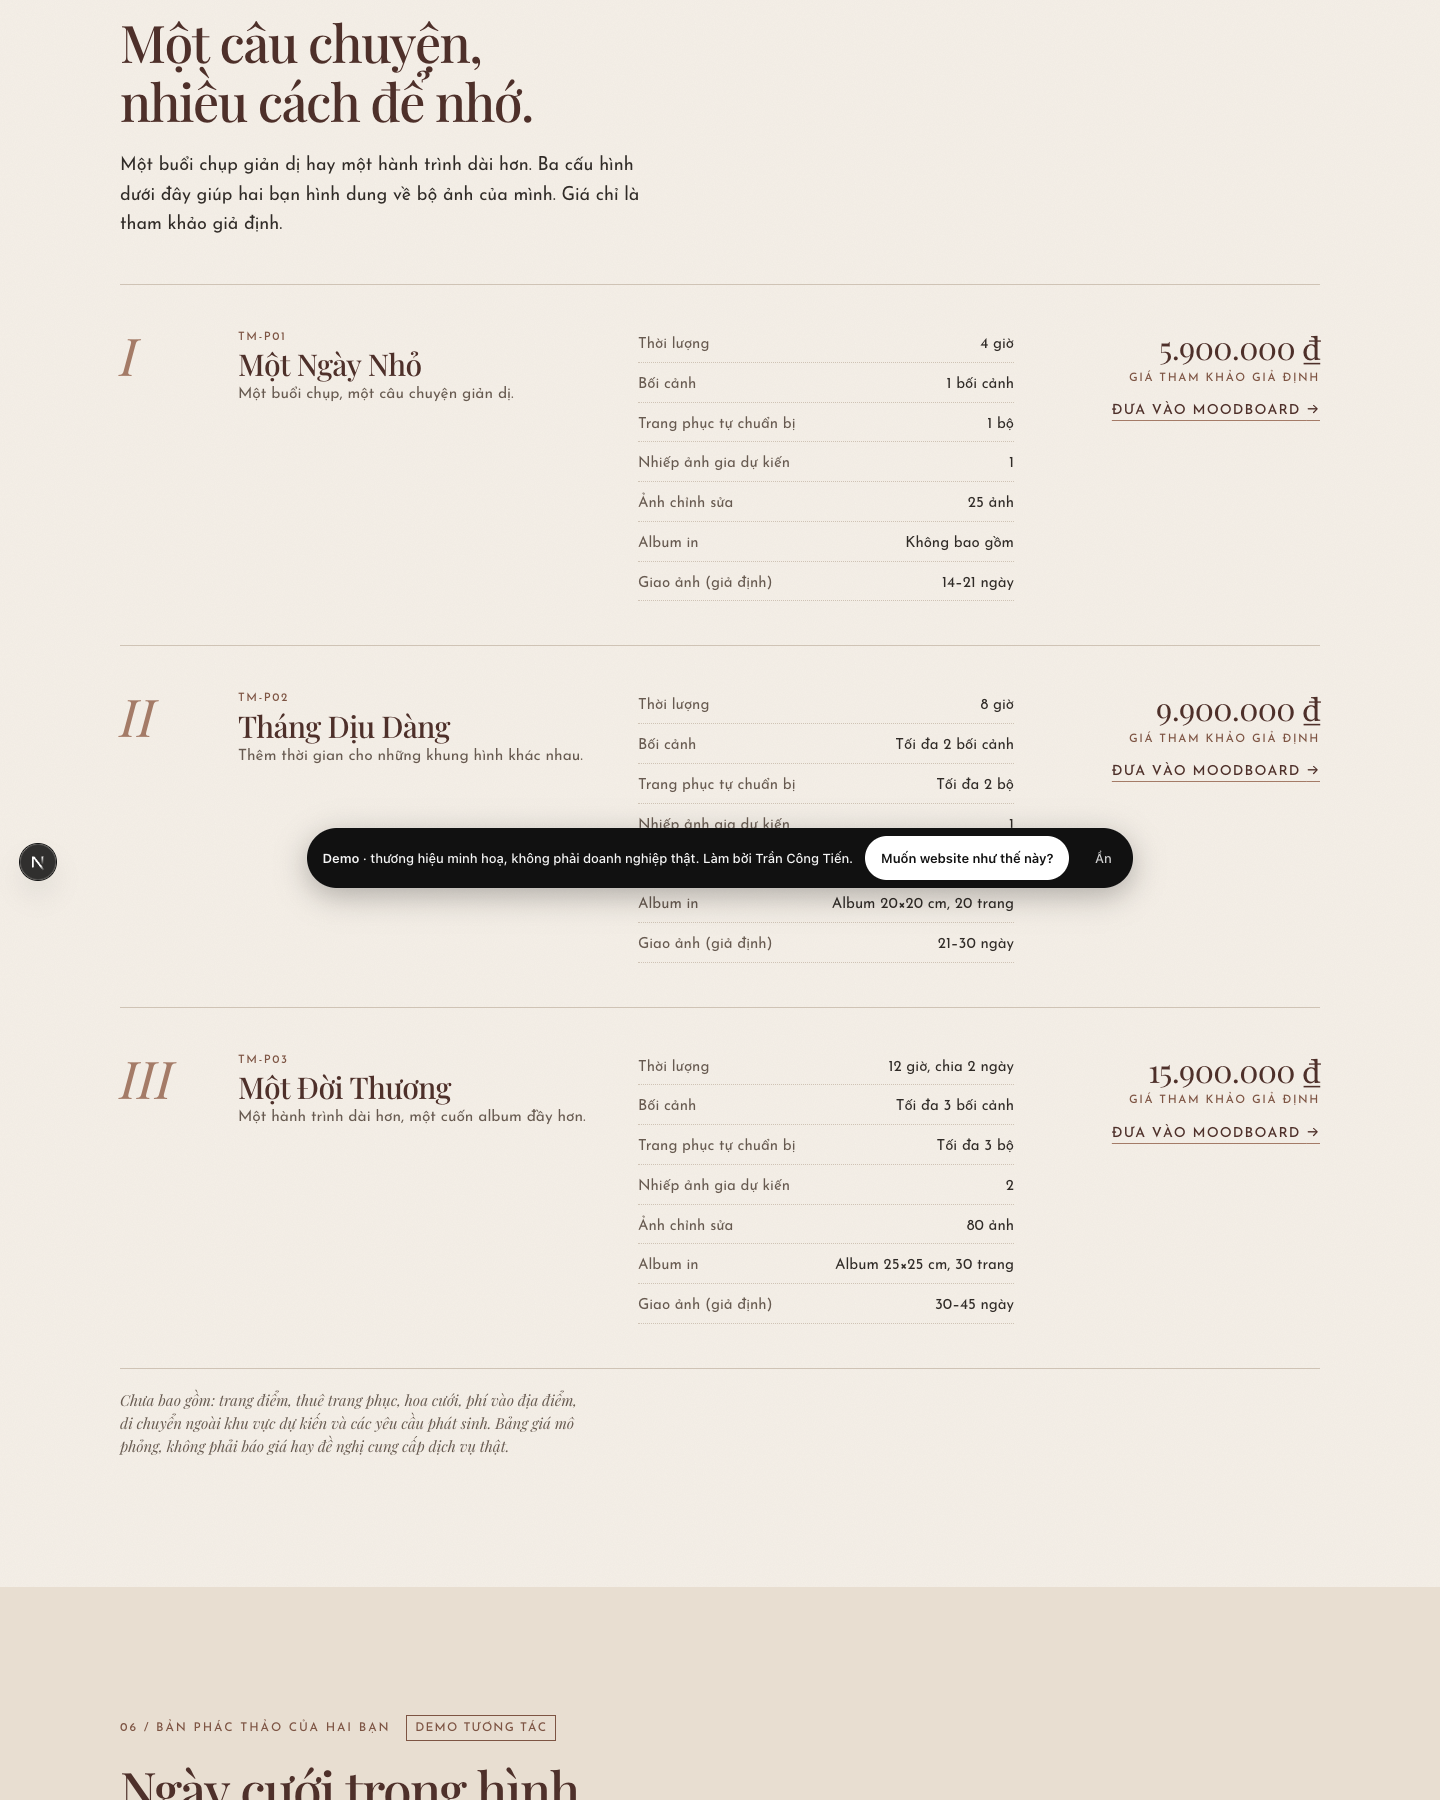 Một câu chuyện,
nhiều cách để nhớ.
Một buổi chụp giản dị hay một hành trình dài hơn. Ba cấu hình
dưới đây giúp hai bạn hình dung về bộ ảnh của mình. Giá chỉ là
tham khảo giả định.
I
TM-P01
Một Ngày Nhỏ
Một buổi chụp, một câu chuyện giản dị.
Thời lượng 4 giờ
Bối cảnh 1 bối cảnh
Trang phục tự chuẩn bị 1 bộ
Nhiếp ảnh gia dự kiến 1
Ảnh chỉnh sửa 25 ảnh
Album in Không bao gồm
Giao ảnh (giả định) 14–21 ngày
5.900.000 ₫
GIÁ THAM KHẢO GIẢ ĐỊNH
ĐƯA VÀO MOODBOARD →
II
TM-P02
Tháng Dịu Dàng
Thêm thời gian cho những khung hình khác nhau.
Thời lượng 8 giờ
Bối cảnh Tối đa 2 bối cảnh
Trang phục tự chuẩn bị Tối đa 2 bộ
Nhiếp ảnh gia dự kiến 1
Album in Album 20×20 cm, 20 trang
Giao ảnh (giả định) 21–30 ngày
9.900.000 ₫
GIÁ THAM KHẢO GIẢ ĐỊNH
ĐƯA VÀO MOODBOARD →
N
Demo · thương hiệu minh hoạ, không phải doanh nghiệp thật. Làm bởi Trần Công Tiến. Muốn website như thế này? Ẩn
III
TM-P03
Một Đời Thương
Một hành trình dài hơn, một cuốn album đầy hơn.
Thời lượng 12 giờ, chia 2 ngày
Bối cảnh Tối đa 3 bối cảnh
Trang phục tự chuẩn bị Tối đa 3 bộ
Nhiếp ảnh gia dự kiến 2
Ảnh chỉnh sửa 80 ảnh
Album in Album 25×25 cm, 30 trang
Giao ảnh (giả định) 30–45 ngày
15.900.000 ₫
GIÁ THAM KHẢO GIẢ ĐỊNH
ĐƯA VÀO MOODBOARD →
Chưa bao gồm: trang điểm, thuê trang phục, hoa cưới, phí vào địa điểm,
di chuyển ngoài khu vực dự kiến và các yêu cầu phát sinh. Bảng giá mô
phỏng, không phải báo giá hay đề nghị cung cấp dịch vụ thật.
06 / BẢN PHÁC THẢO CỦA HAI BẠN DEMO TƯƠNG TÁC
Ngày cưới trong hình